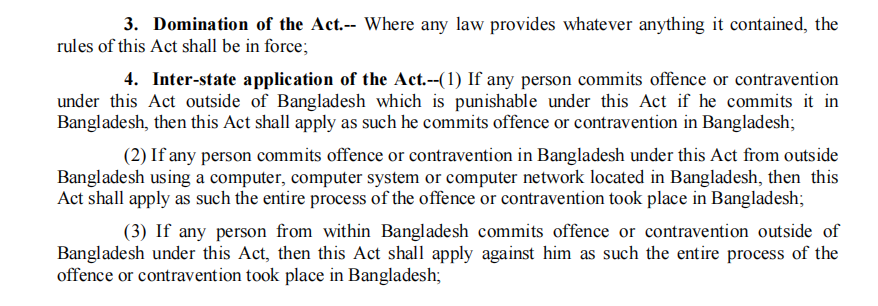 3. Domination of the Act.-- Where any law provides whatever anything it contained, the
rules of this Act shall be in force;
4. Inter-state application of the Act.--(1) If any person commits offence or contravention
under this Act outside of Bangladesh which is punishable under this Act if he commits it in
Bangladesh, then this Act shall apply as such he commits offence or contravention in Bangladesh;
(2) If any person commits offence or contravention in Bangladesh under this Act from outside
Bangladesh using a computer, computer system or computer network located in Bangladesh, then this
Act shall apply as such the entire process of the offence or contravention took place in Bangladesh;
(3) If any person from within Bangladesh commits offence or contravention outside of
Bangladesh under this Act, then this Act shall apply against him as such the entire process of the
offence or contravention took place in Bangladesh;